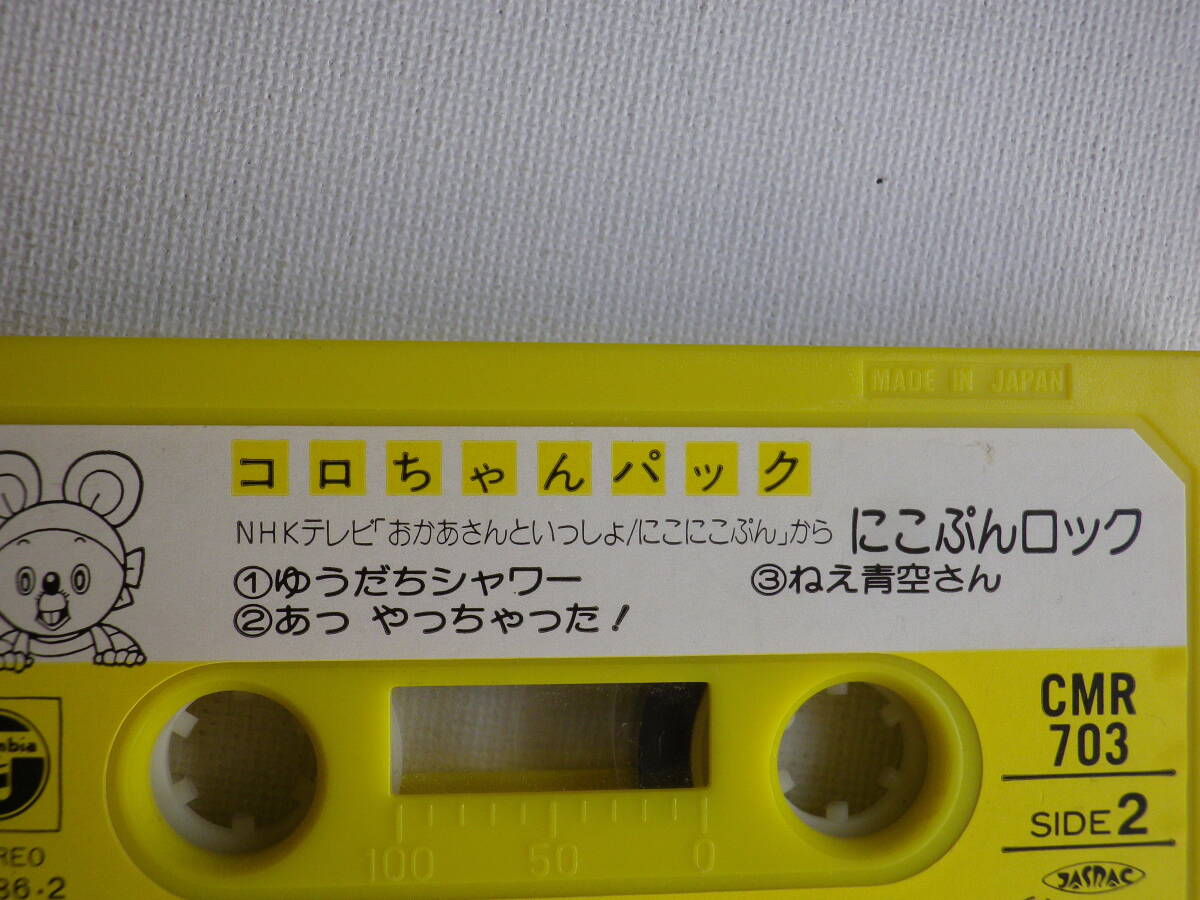 MADE IN JAPAN
コロちゃんパック
NHKテレビ「おかあさんといっしょ/にこにこぷん」から にこぷんロック
①ゆうだちシャワー ③ねえ青空さん
②あっ やっちゃった!
CMR
703
SIDE 2
JASRAC
100 50 0